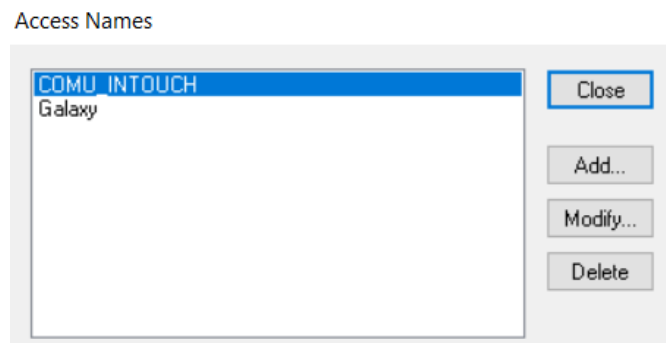 Access Names
COMU_INTOUCH
Galaxy
Close
Add...
Modify...
Delete